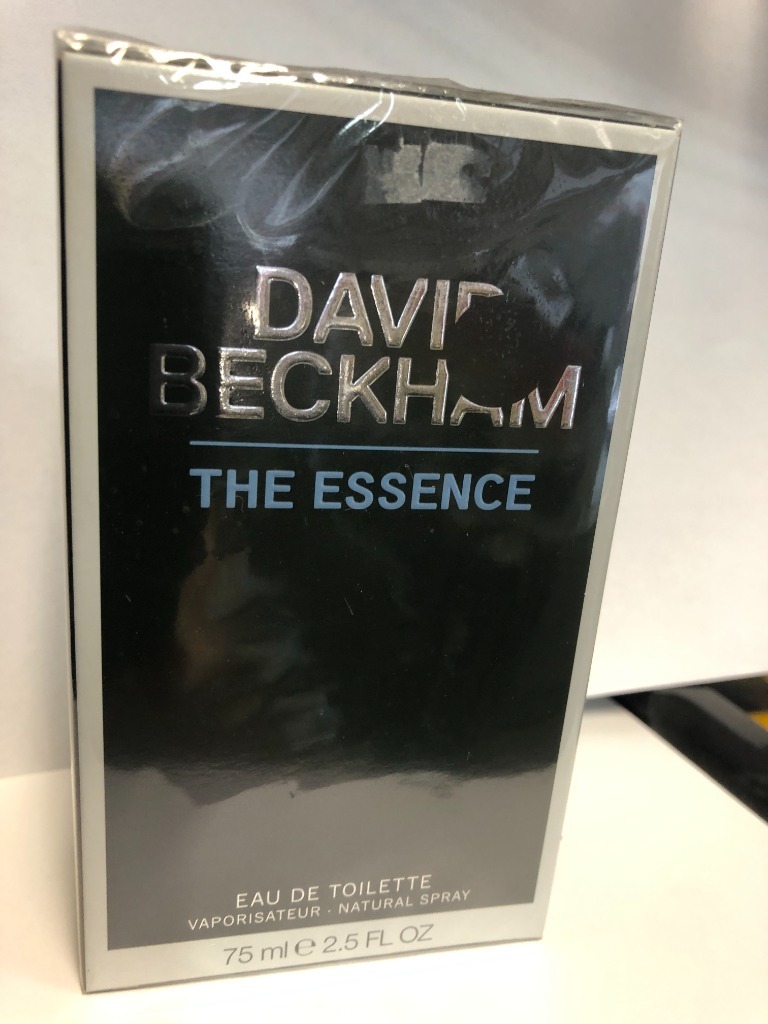 DAVID
BECKHAM
THE ESSENCE
EAU DE TOILETTE
VAPORISATEUR · NATURAL SPRAY
75 ml ℮ 2.5 FL OZ